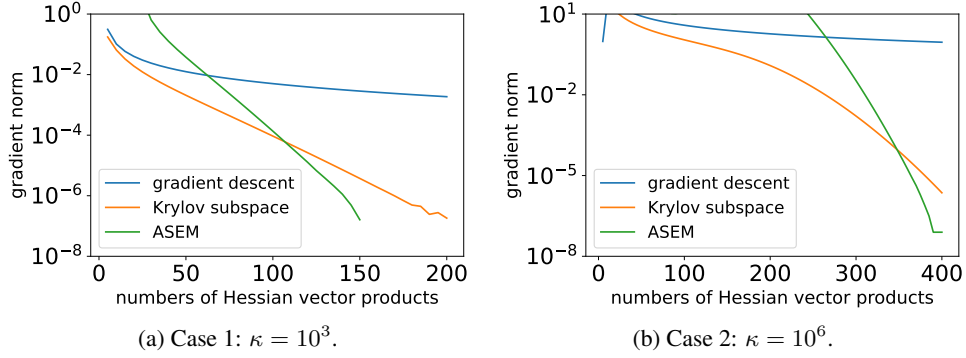 10^0
10^{-2}
10^{-4}
10^{-6}
10^{-8}
gradient norm
gradient descent
Krylov subspace
ASEM
0 50 100 150 200
numbers of Hessian vector products
(a) Case 1: κ = 10^3.
10^1
10^{-2}
10^{-5}
10^{-8}
gradient norm
gradient descent
Krylov subspace
ASEM
0 100 200 300 400
numbers of Hessian vector products
(b) Case 2: κ = 10^6.